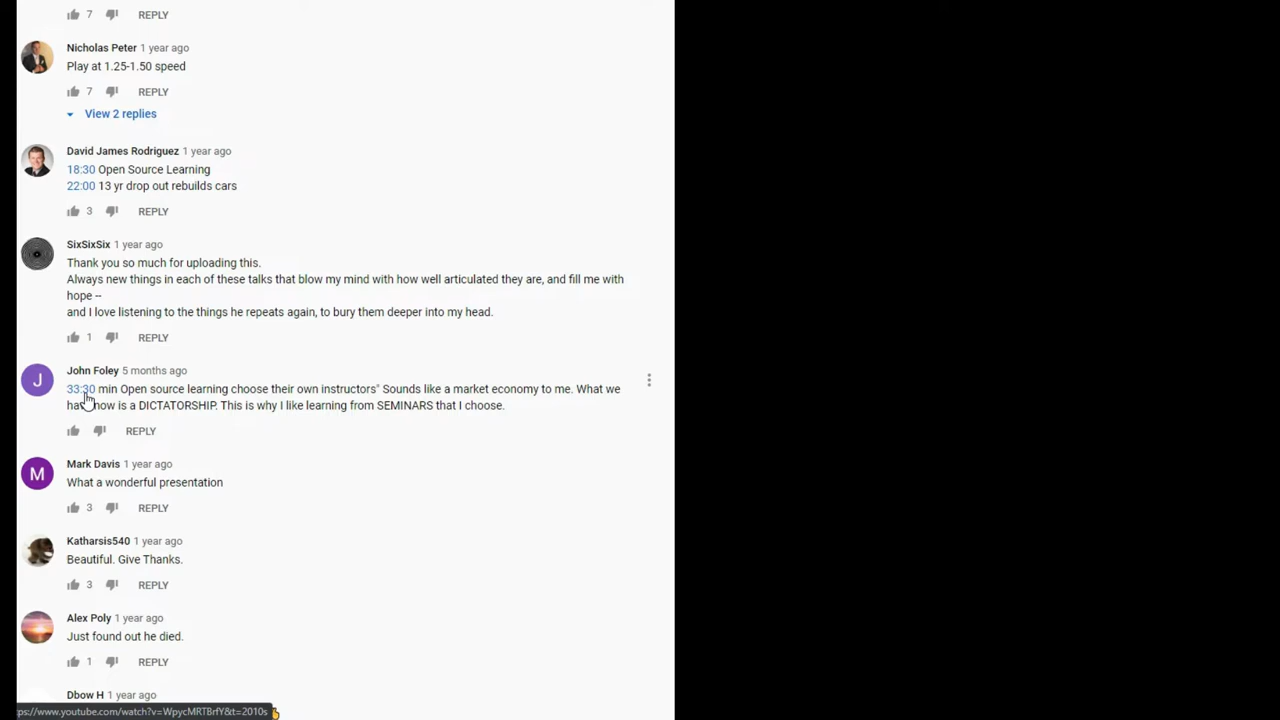 7 REPLY
Nicholas Peter 1 year ago
Play at 1.25-1.50 speed
7 REPLY
View 2 replies
David James Rodriguez 1 year ago
18:30 Open Source Learning
22:00 13 yr drop out rebuilds cars
3 REPLY
SixSixSix 1 year ago
Thank you so much for uploading this.
Always new things in each of these talks that blow my mind with how well articulated they are, and fill me with
hope --
and I love listening to the things he repeats again, to bury them deeper into my head.
1 REPLY
J
John Foley 5 months ago
33:30 min Open source learning choose their own instructors" Sounds like a market economy to me. What we
have now is a DICTATORSHIP. This is why I like learning from SEMINARS that I choose.
REPLY
M
Mark Davis 1 year ago
What a wonderful presentation
3 REPLY
Katharsis540 1 year ago
Beautiful. Give Thanks.
3 REPLY
Alex Poly 1 year ago
Just found out he died.
1 REPLY
Dbow H 1 year ago
ps://www.youtube.com/watch?v=WpycMRTBrfY&t=2010s